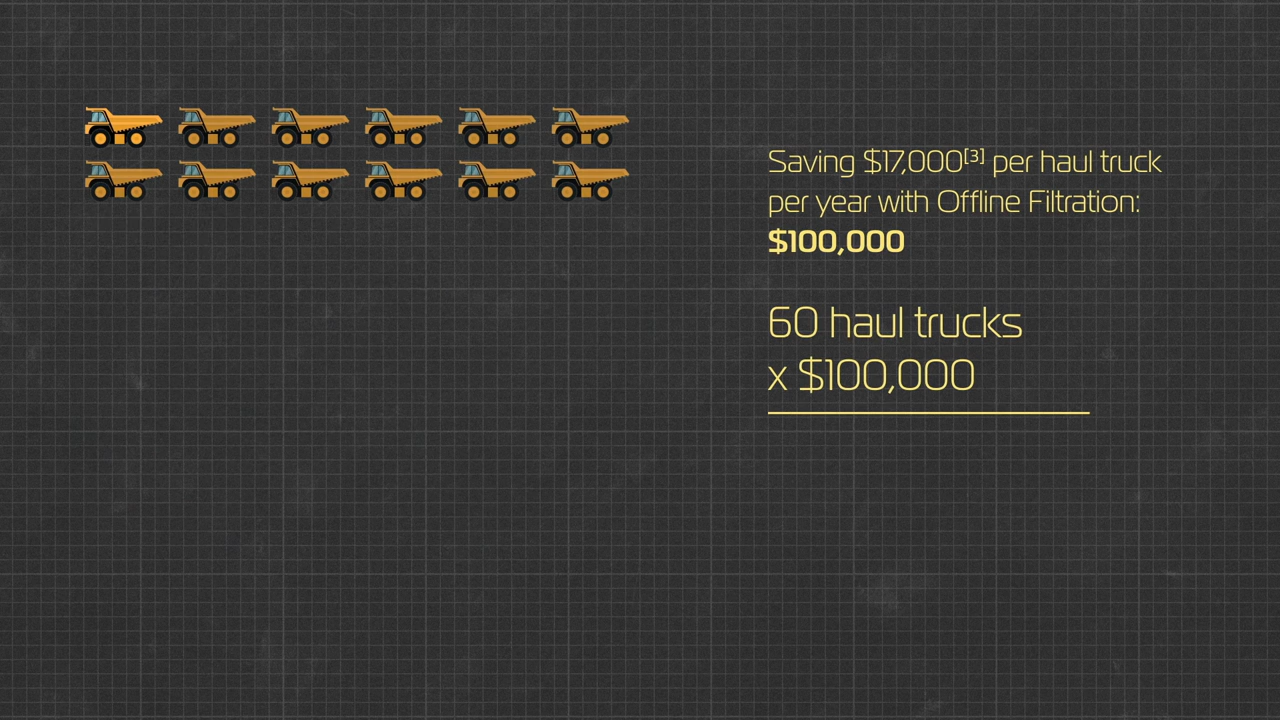 Saving $17,000[3] per haul truck
per year with Offline Filtration:
$100,000
60 haul trucks
x $100,000